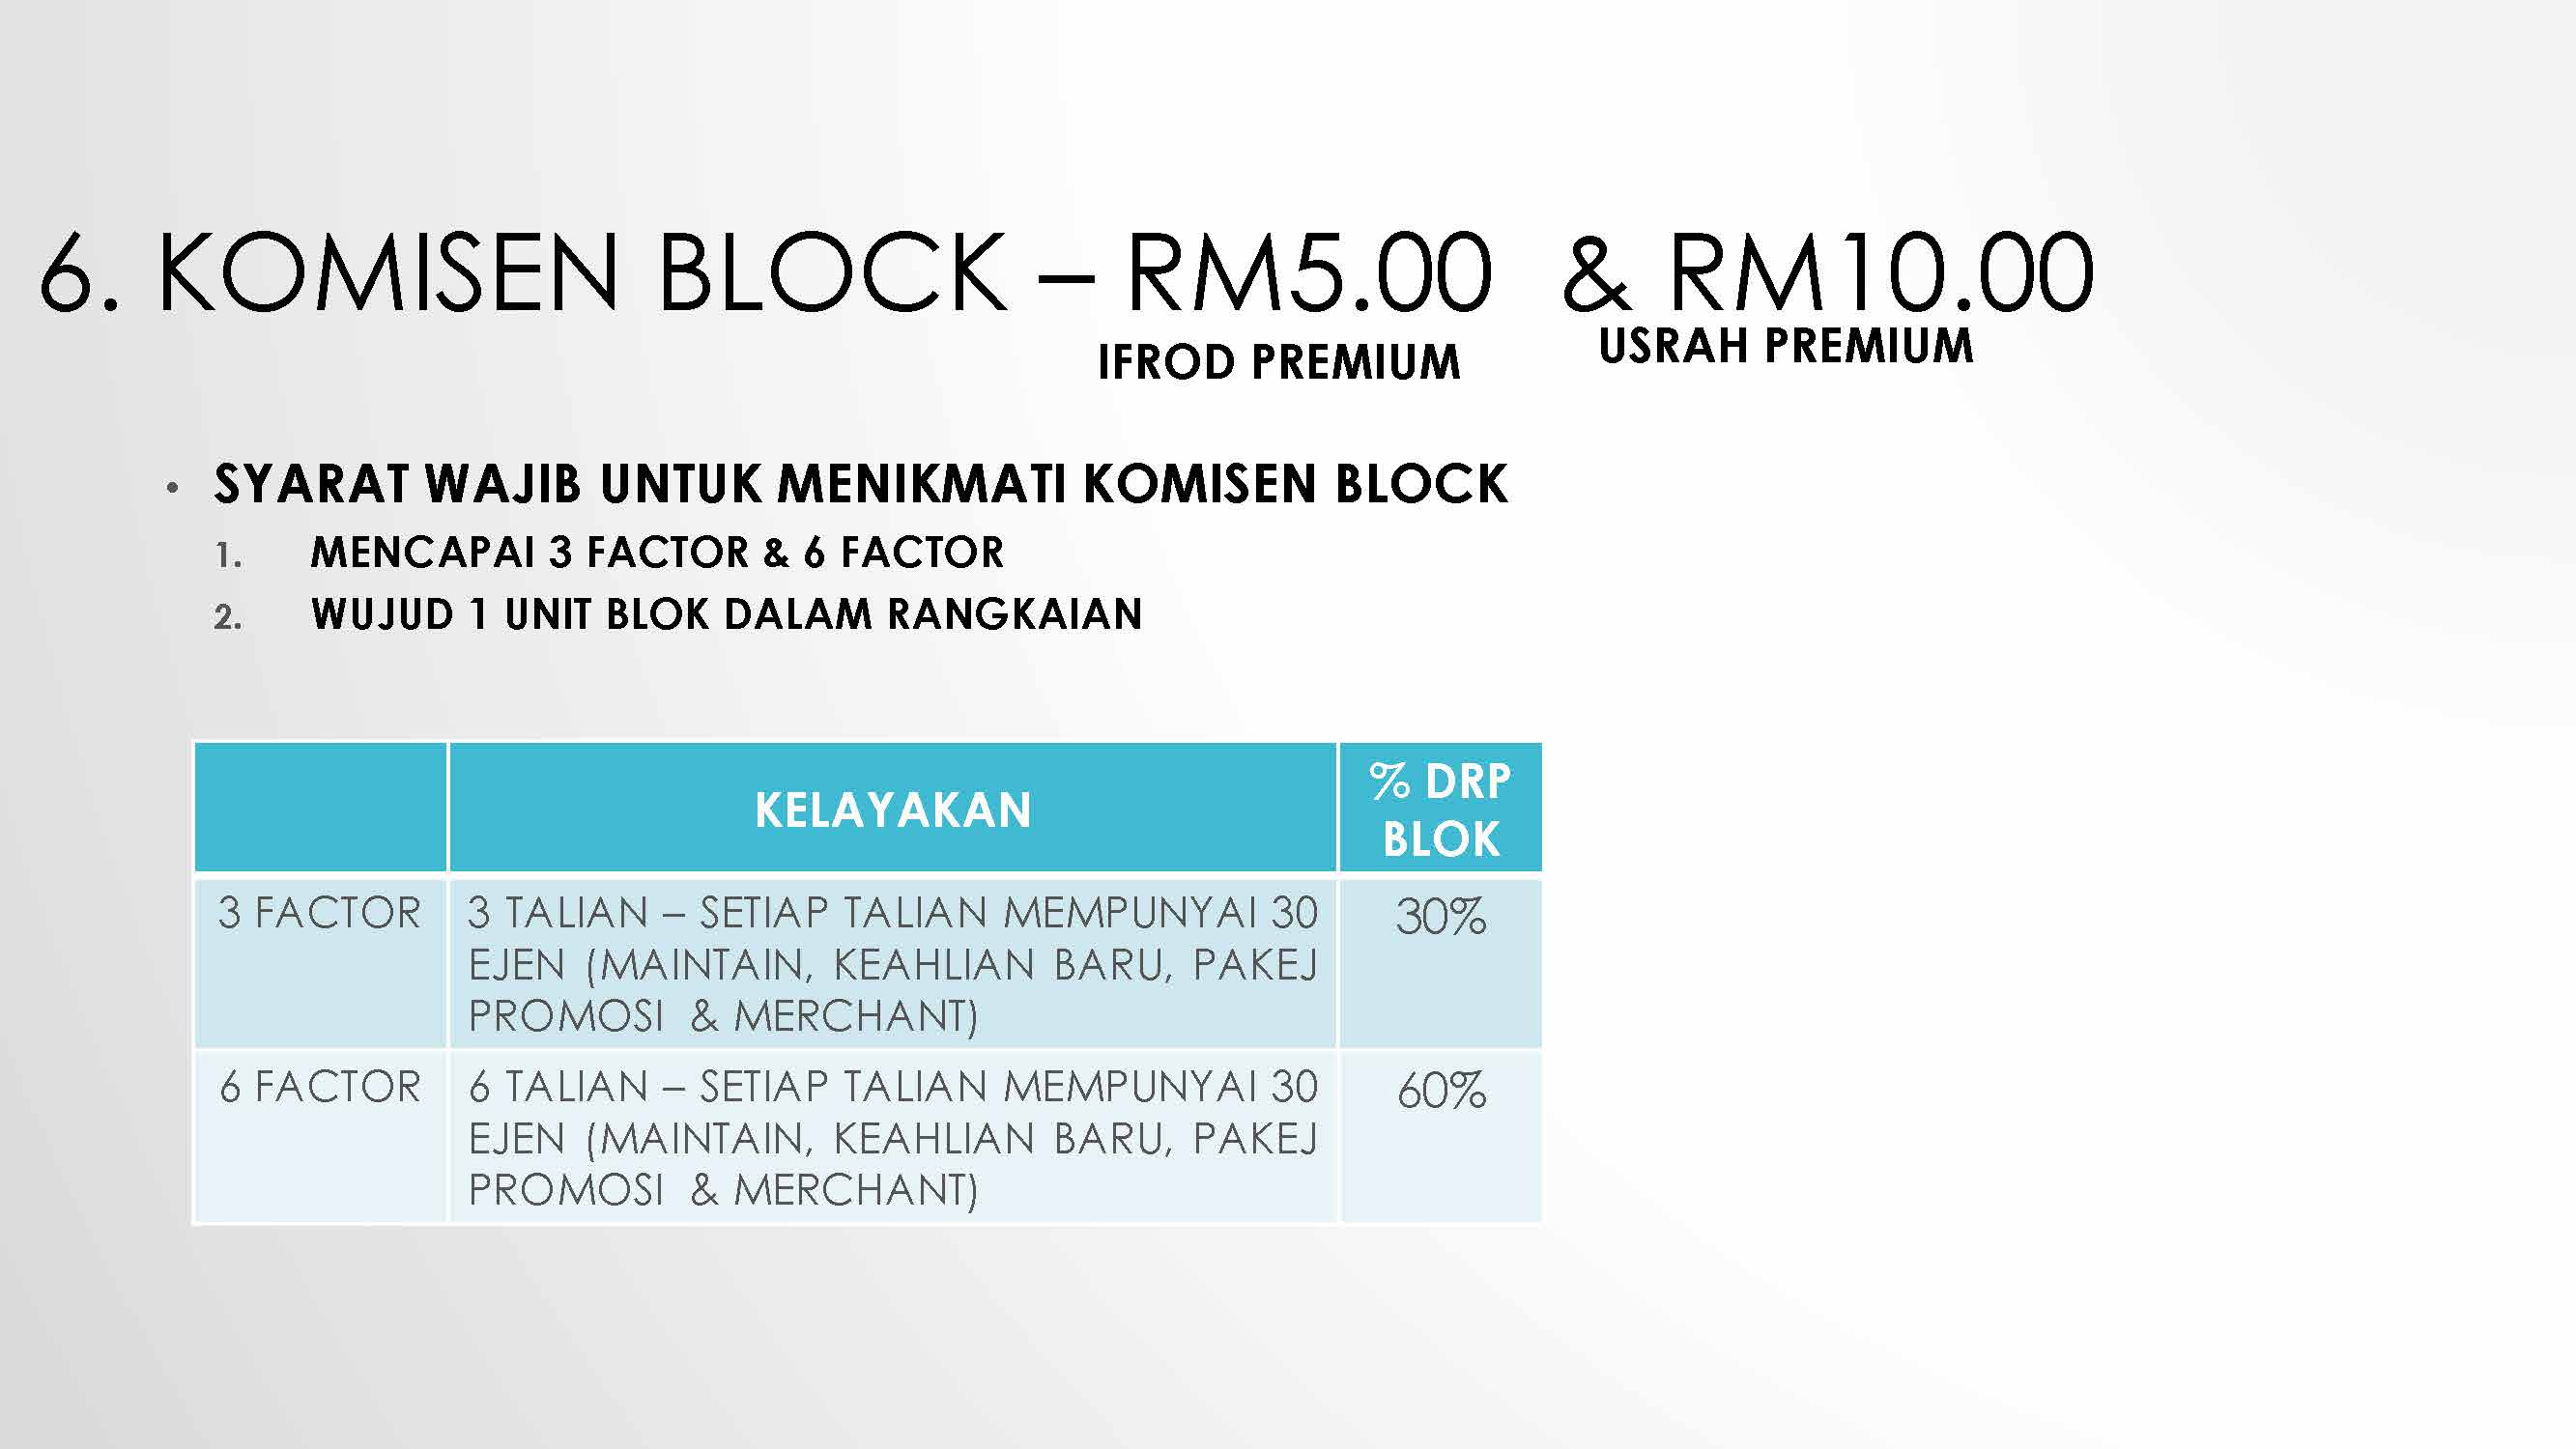 6. KOMISEN BLOCK – RM5.00 & RM10.00
IFROD PREMIUM
USRAH PREMIUM
• SYARAT WAJIB UNTUK MENIKMATI KOMISEN BLOCK
1. MENCAPAI 3 FACTOR & 6 FACTOR
2. WUJUD 1 UNIT BLOK DALAM RANGKAIAN
KELAYAKAN
% DRP
BLOK
3 FACTOR
3 TALIAN – SETIAP TALIAN MEMPUNYAI 30
EJEN (MAINTAIN, KEAHLIAN BARU, PAKEJ
PROMOSI & MERCHANT)
30%
6 FACTOR
6 TALIAN – SETIAP TALIAN MEMPUNYAI 30
EJEN (MAINTAIN, KEAHLIAN BARU, PAKEJ
PROMOSI & MERCHANT)
60%